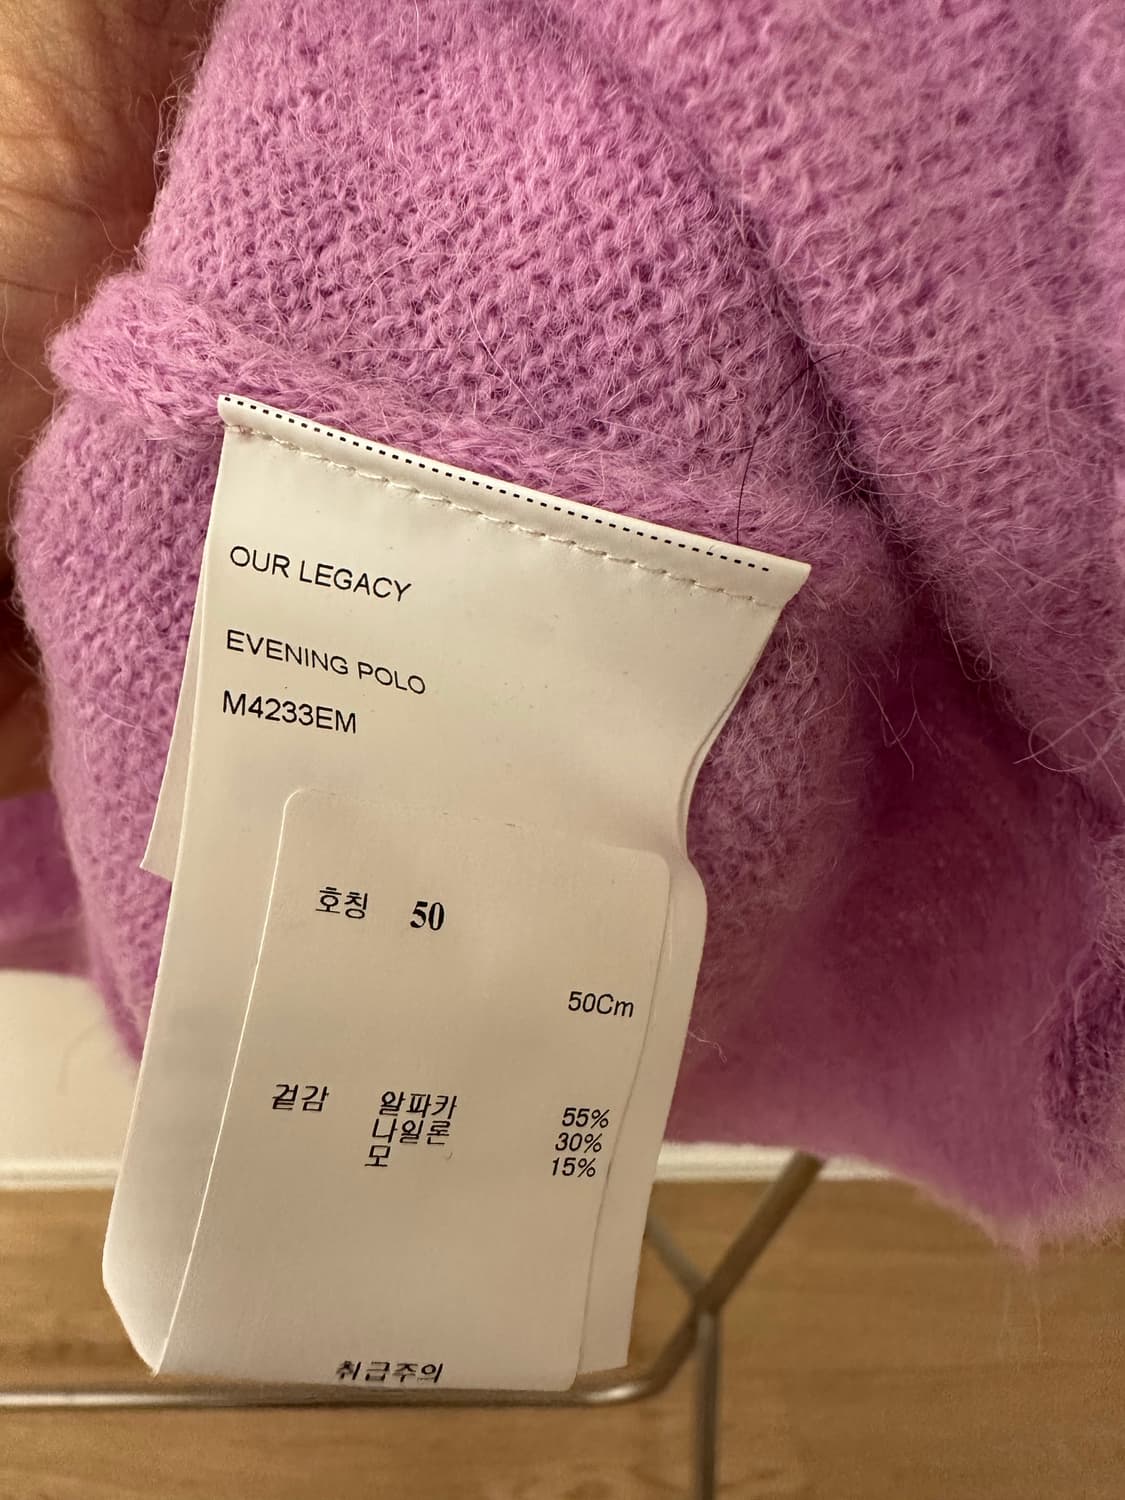 OUR LEGACY
EVENING POLO
M4233EM
호칭 50
50Cm
겉감 알파카 55%
나일론 30%
모 15%
취급주의